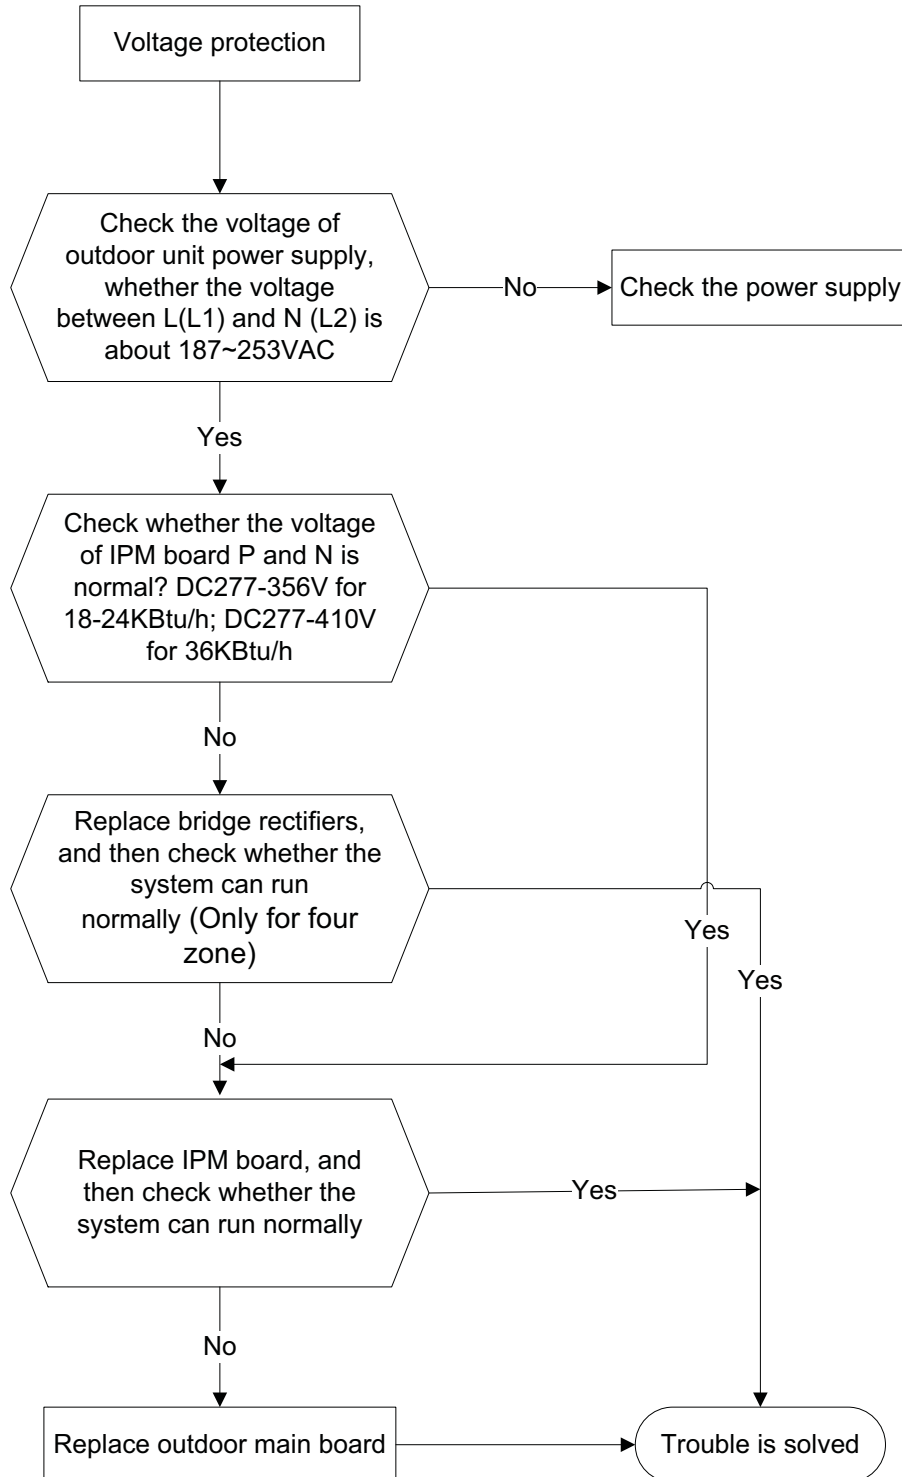 Voltage protection
Check the voltage of
outdoor unit power supply,
whether the voltage
between L(L1) and N (L2) is
about 187~253VAC
No
Check the power supply
Yes
Check whether the voltage
of IPM board P and N is
normal? DC277-356V for
18-24KBtu/h; DC277-410V
for 36KBtu/h
No
Replace bridge rectifiers,
and then check whether the
system can run
normally (Only for four
zone)
Yes
Yes
No
Replace IPM board, and
then check whether the
system can run normally
Yes
No
Replace outdoor main board
Trouble is solved